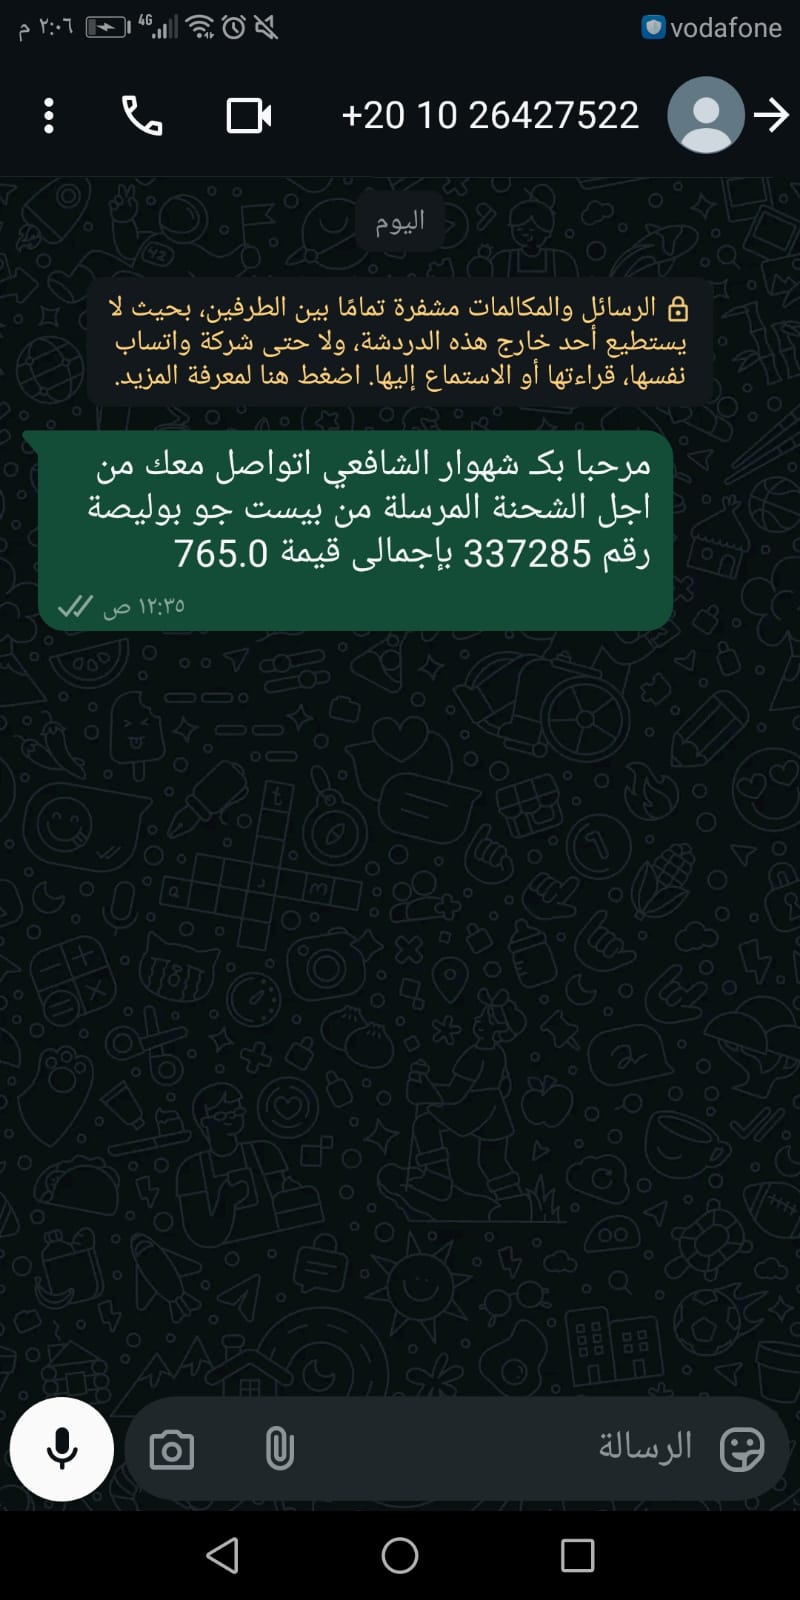 ٢:٠٦ م
4G
vodafone
+20 10 26427522
اليوم
الرسائل والمكالمات مشفرة تمامًا بين الطرفين، بحيث لا
يستطيع أحد خارج هذه الدردشة، ولا حتى شركة واتساب
نفسها، قراءتها أو الاستماع إليها. اضغط هنا لمعرفة المزيد.
مرحبا بكـ شهوار الشافعي اتواصل معك من
اجل الشحنة المرسلة من بيست جو بوليصة
رقم 337285 بإجمالى قيمة 765.0
١٢:٣٥ ص
الرسالة